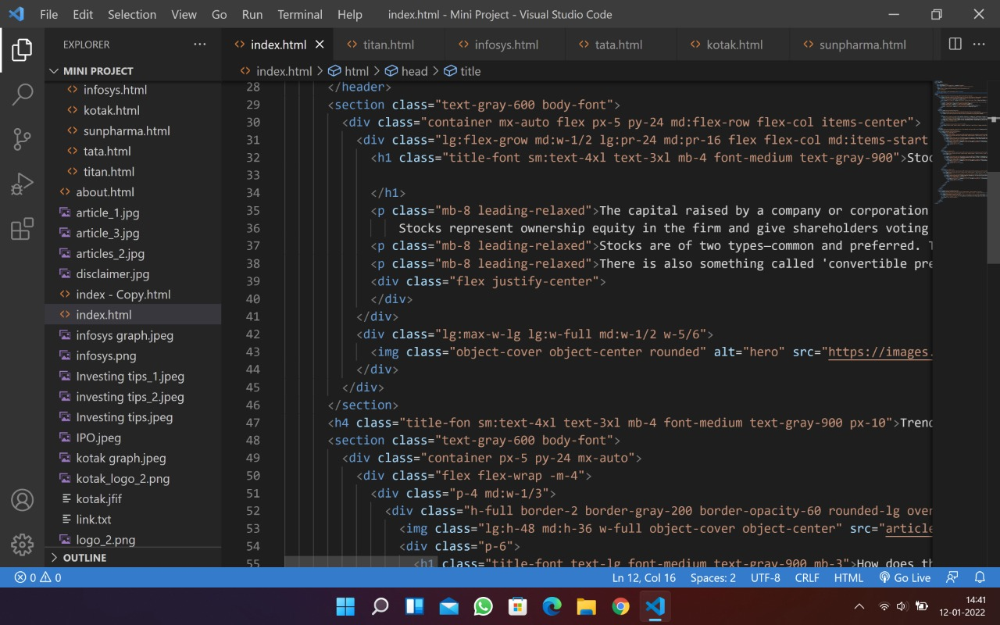 File Edit Selection View Go Run Terminal Help index.html - Mini Project - Visual Studio Code
EXPLORER
MINI PROJECT
infosys.html
kotak.html
sunpharma.html
tata.html
titan.html
about.html
article_1.jpg
article_3.jpg
articles_2.jpg
disclaimer.jpg
index - Copy.html
index.html
infosys graph.jpeg
infosys.png
Investing tips_1.jpeg
investing tips_2.jpeg
Investing tips.jpeg
IPO.jpeg
kotak graph.jpeg
kotak_logo_2.png
kotak.jfif
link.txt
logo_2.png
OUTLINE
index.html titan.html infosys.html tata.html kotak.html sunpharma.html
index.html > html > head > title
28 </header>
29 <section class="text-gray-600 body-font">
30 <div class="container mx-auto flex px-5 py-24 md:flex-row flex-col items-center">
31 <div class="lg:flex-grow md:w-1/2 lg:pr-24 md:pr-16 flex flex-col md:items-start
32 <h1 class="title-font sm:text-4xl text-3xl mb-4 font-medium text-gray-900">Stoc
33
34 </h1>
35 <p class="mb-8 leading-relaxed">The capital raised by a company or corporation
36 Stocks represent ownership equity in the firm and give shareholders voting
37 <p class="mb-8 leading-relaxed">Stocks are of two types—common and preferred.
38 <p class="mb-8 leading-relaxed">There is also something called 'convertible pre
39 <div class="flex justify-center">
40 </div>
41 </div>
42 <div class="lg:max-w-lg lg:w-full md:w-1/2 w-5/6">
43 <img class="object-cover object-center rounded" alt="hero" src="https://images.
44 </div>
45 </div>
46 </section>
47 <h4 class="title-fon sm:text-4xl text-3xl mb-4 font-medium text-gray-900 px-10">Trend
48 <section class="text-gray-600 body-font">
49 <div class="container px-5 py-24 mx-auto">
50 <div class="flex flex-wrap -m-4">
51 <div class="p-4 md:w-1/3">
52 <div class="h-full border-2 border-gray-200 border-opacity-60 rounded-lg over
53 <img class="lg:h-48 md:h-36 w-full object-cover object-center" src="article
54 <div class="p-6">
55 <h1 class="title-font text-lg font-medium text-gray-900 mb-3">How does th
0 0 Ln 12, Col 16 Spaces: 2 UTF-8 CRLF HTML Go Live
14:41
12-01-2022